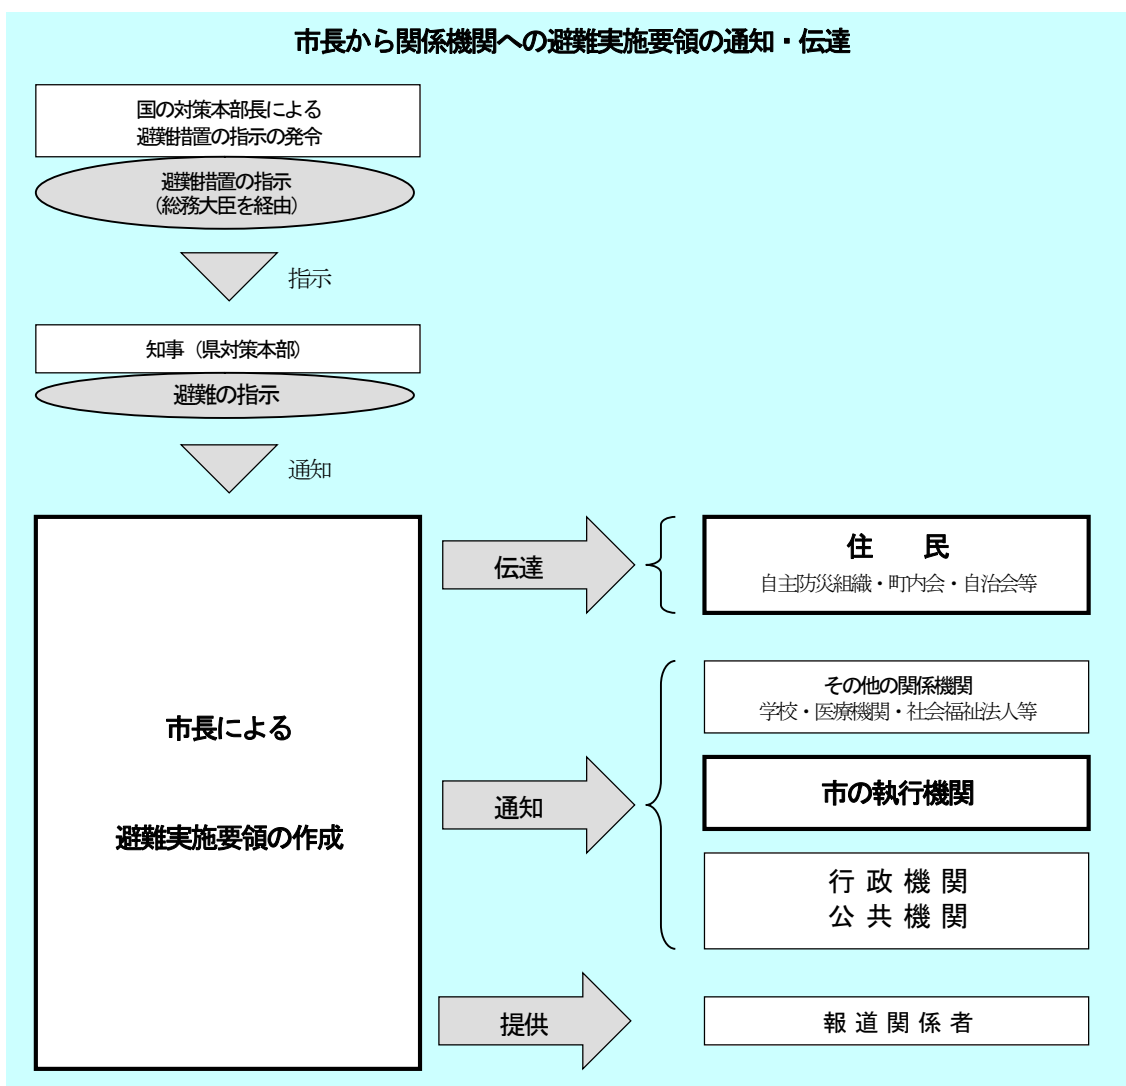 市長から関係機関への避難実施要領の通知・伝達
国の対策本部長による
避難措置の指示の発令
避難措置の指示
（総務大臣を経由）
指示
知事（県対策本部）
避難の指示
通知
市長による
避難実施要領の作成
伝達
住　民
自主防災組織・町内会・自治会等
通知
その他の関係機関
学校・医療機関・社会福祉法人等
市の執行機関
行政機関
公共機関
提供
報道関係者